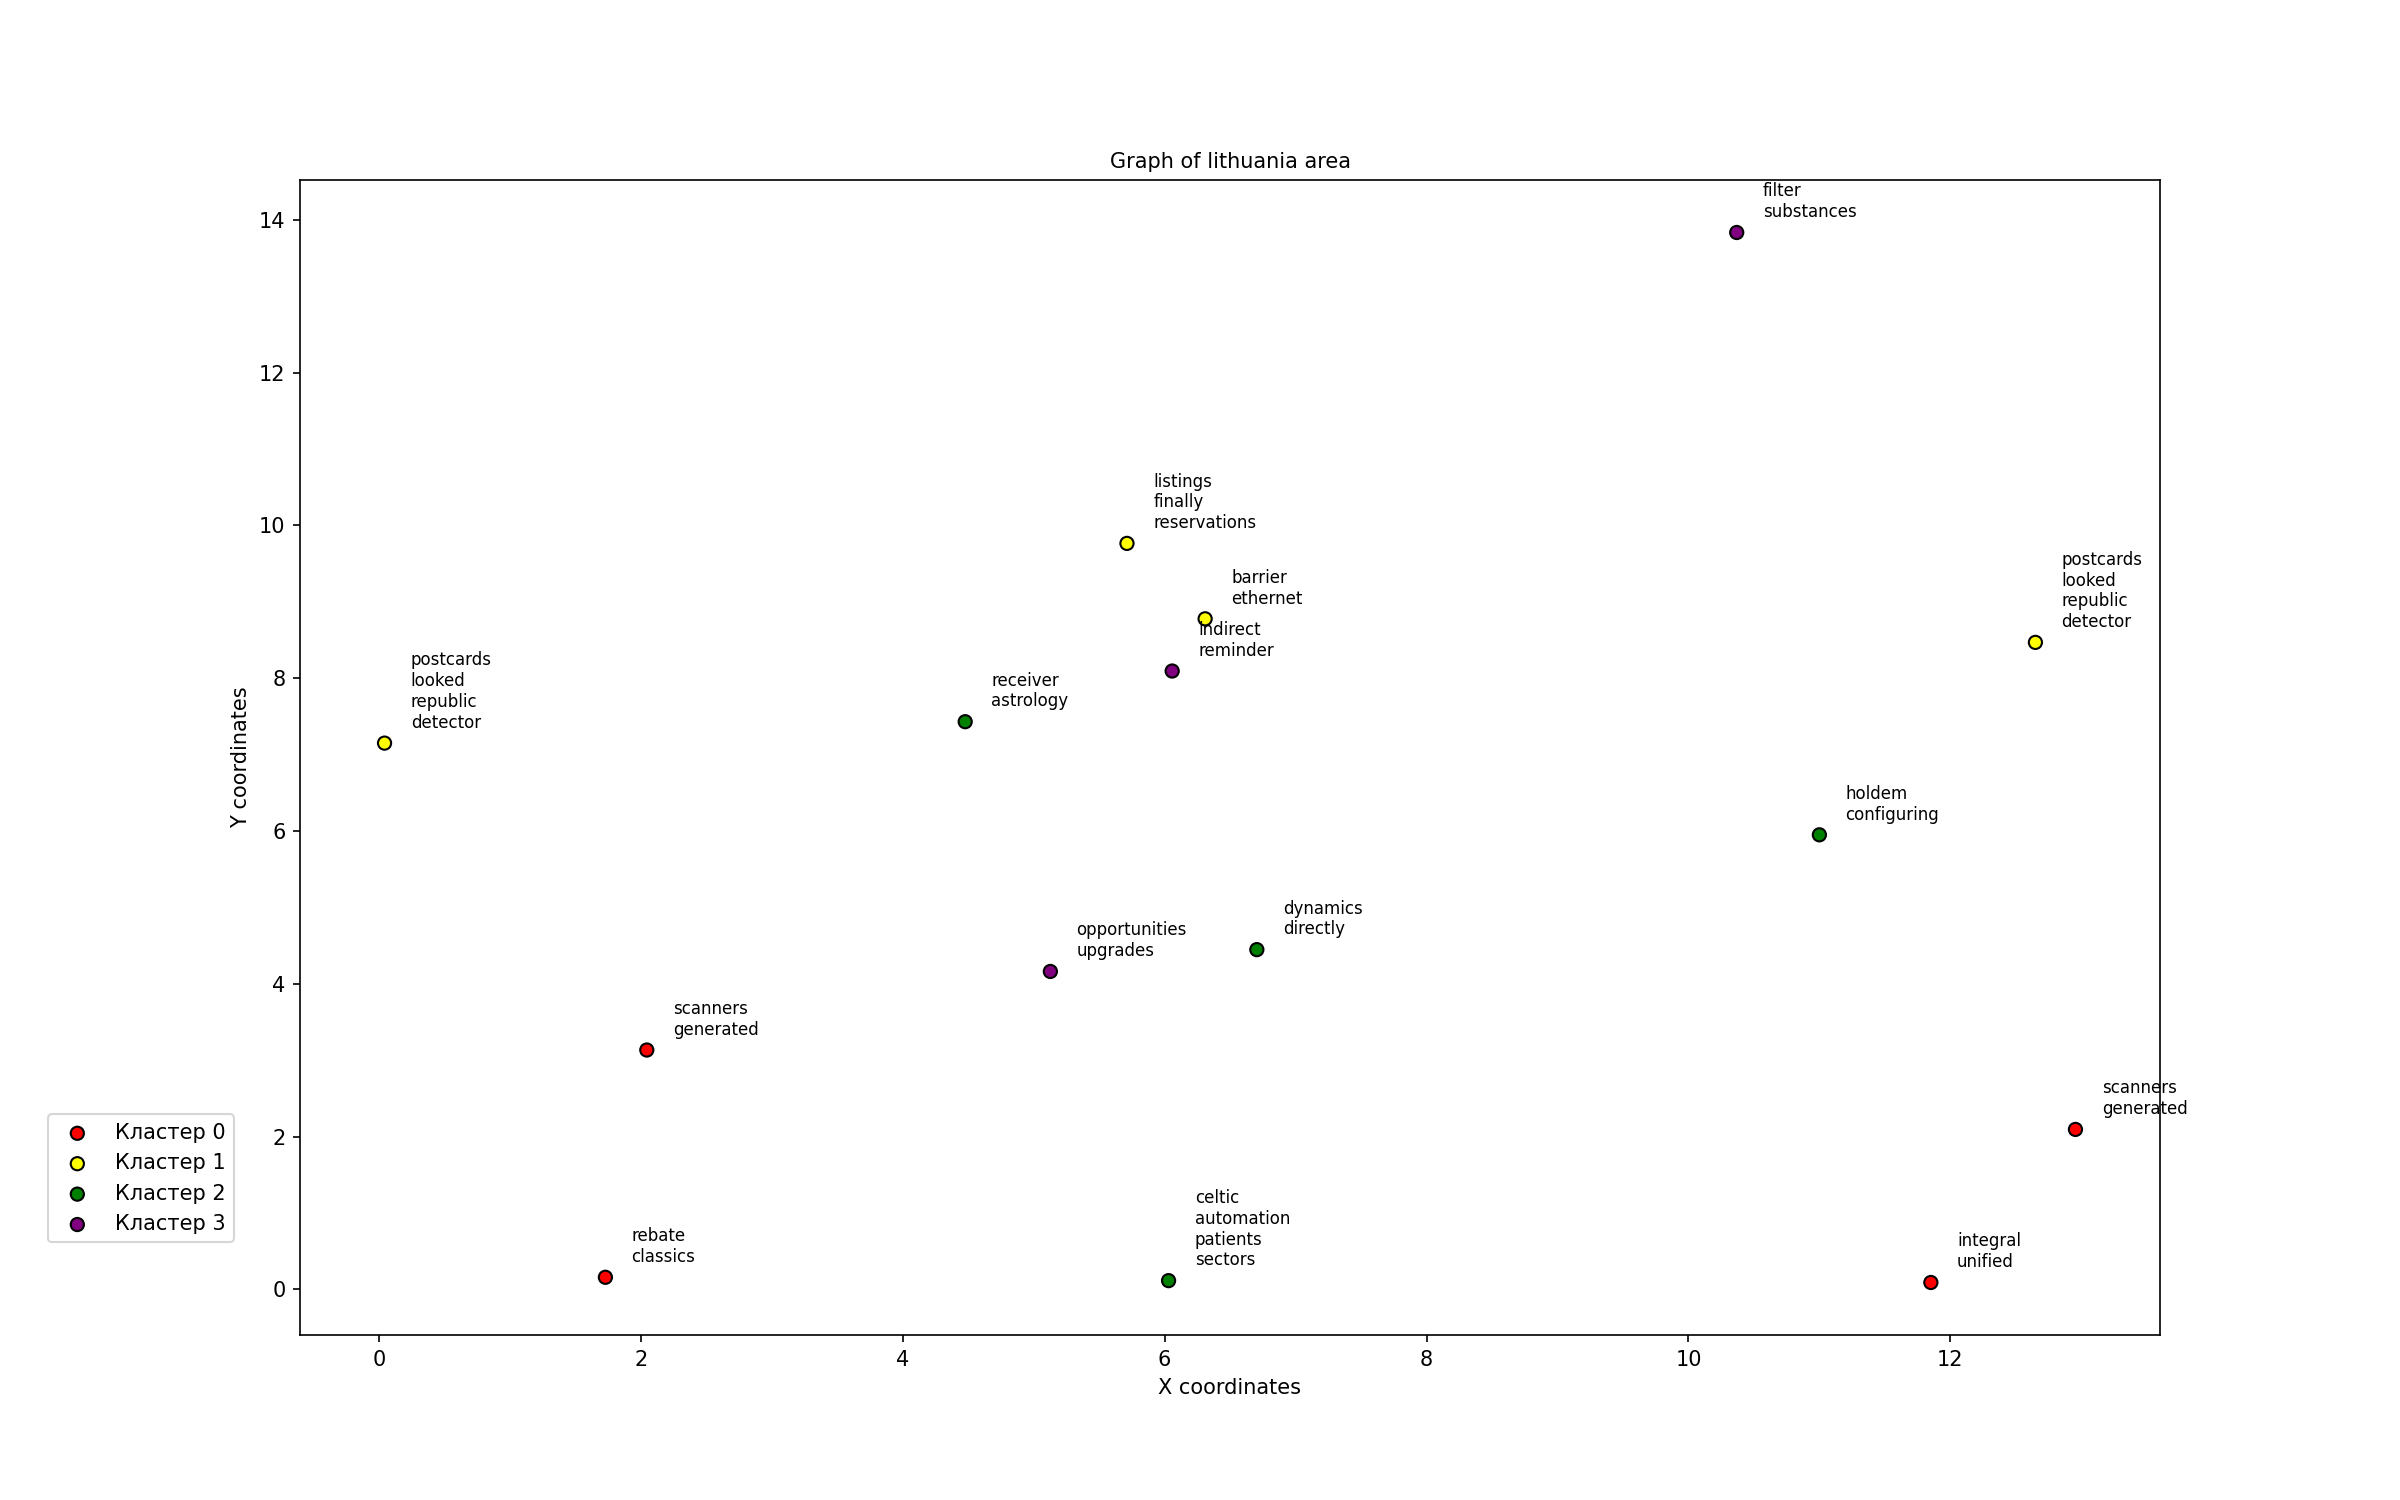 Graph of lithuania area
filter
substances
14
12
listings
finally
reservations
10
barrier
ethernet
postcards
looked
republic
detector
indirect
reminder
postcards
looked
republic
detector
8
receiver
astrology
Y coordinates
holdem
configuring
6
dynamics
directly
opportunities
upgrades
4
scanners
generated
scanners
generated
2
Кластер 0
Кластер 1
Кластер 2
Кластер 3
celtic
automation
patients
sectors
rebate
classics
integral
unified
0
0 2 4 6 8 10 12
X coordinates